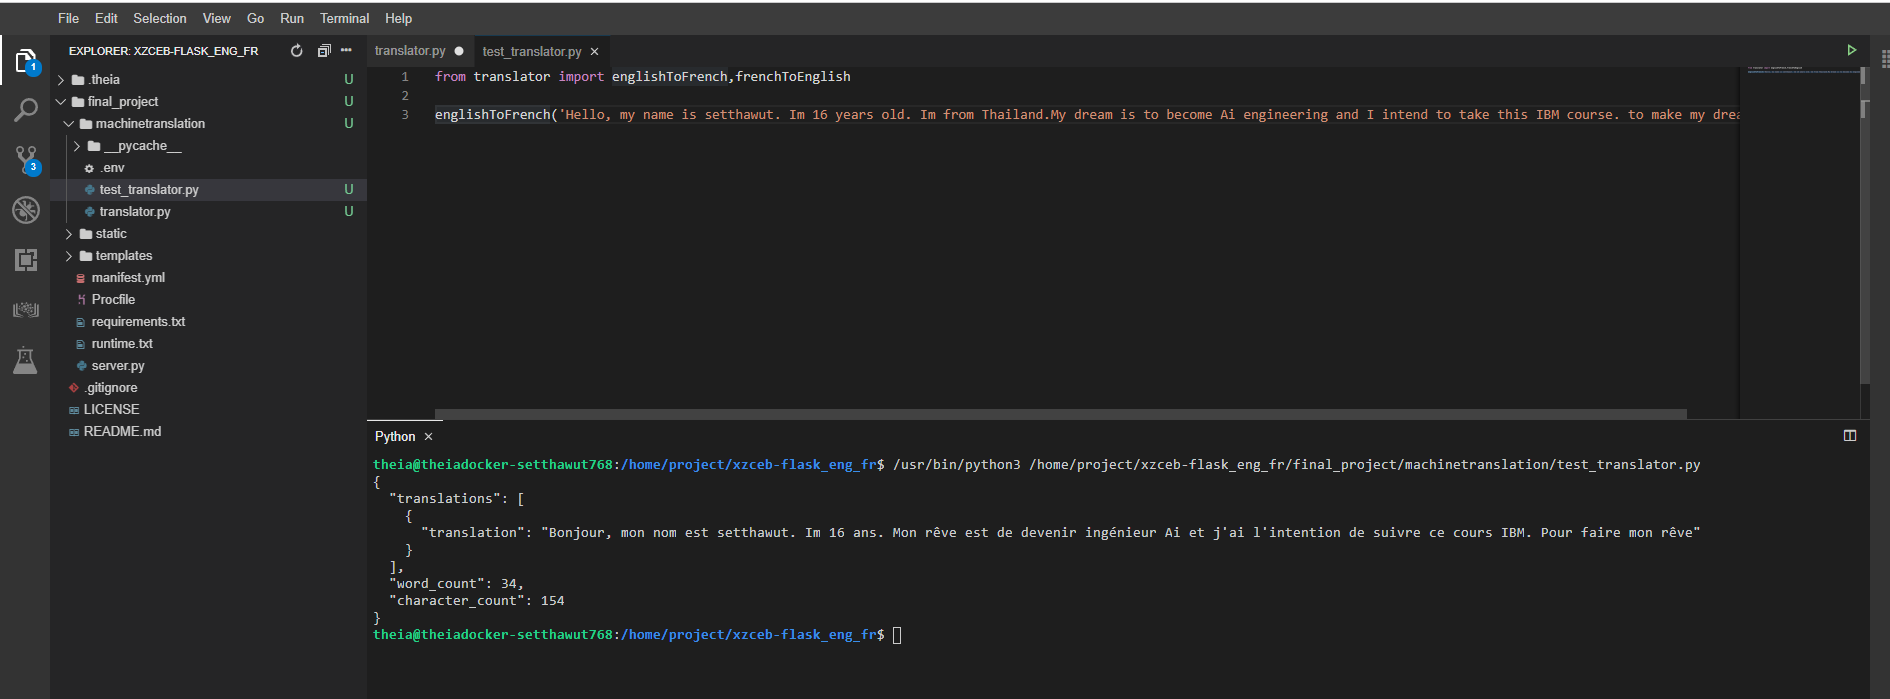 File Edit Selection View Go Run Terminal Help
EXPLORER: XZCEB-FLASK_ENG_FR
.theia U
final_project U
machinetranslation U
__pycache__
.env
test_translator.py U
translator.py U
static
templates
manifest.yml
Procfile
requirements.txt
runtime.txt
server.py
.gitignore
LICENSE
README.md
1
3
translator.py
test_translator.py
1 from translator import englishToFrench,frenchToEnglish
2
3 englishToFrench('Hello, my name is setthawut. Im 16 years old. Im from Thailand.My dream is to become Ai engineering and I intend to take this IBM course. to make my drea
Python
theia@theiadocker-setthawut768:/home/project/xzceb-flask_eng_fr$ /usr/bin/python3 /home/project/xzceb-flask_eng_fr/final_project/machinetranslation/test_translator.py
{
"translations": [
{
"translation": "Bonjour, mon nom est setthawut. Im 16 ans. Mon rêve est de devenir ingénieur Ai et j'ai l'intention de suivre ce cours IBM. Pour faire mon rêve"
}
],
"word_count": 34,
"character_count": 154
}
theia@theiadocker-setthawut768:/home/project/xzceb-flask_eng_fr$